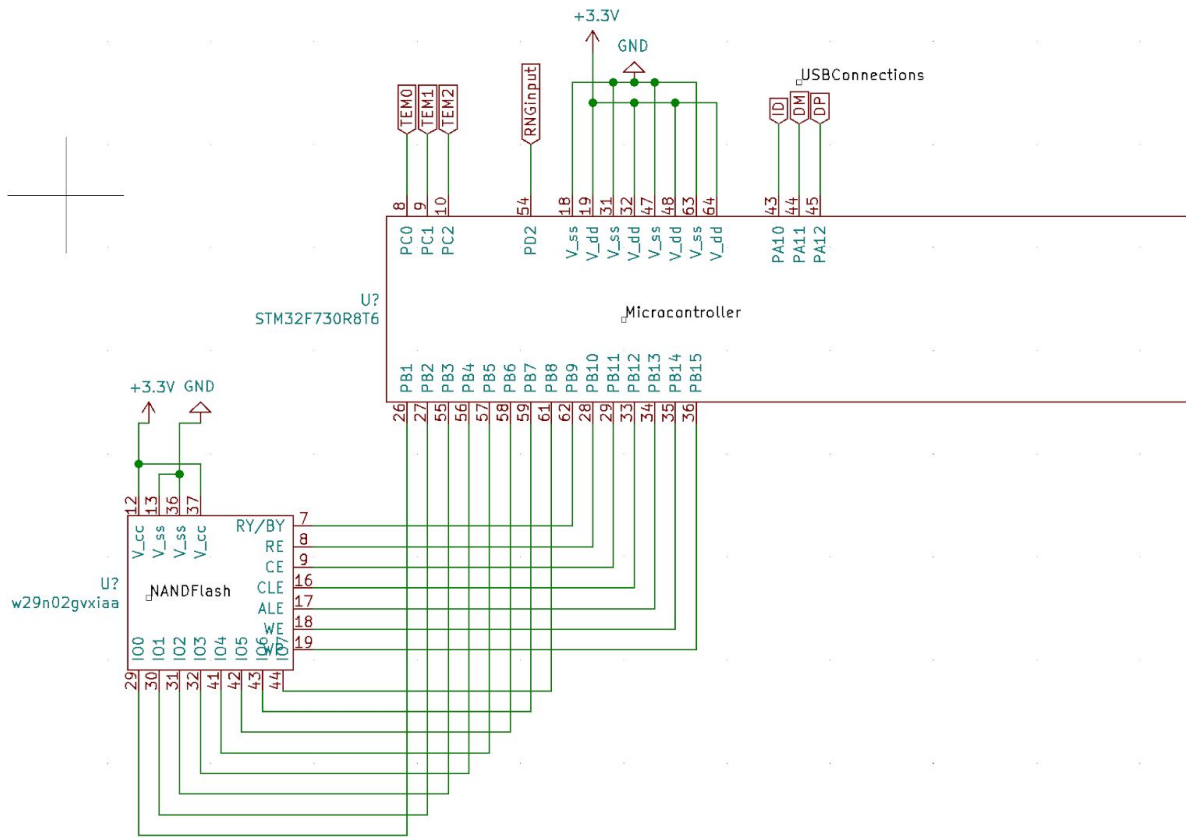 +3.3V
GND
USBConnections
TEM0
TEM1
TEM2
RNGinput
ID
DM
DP
8
9
10
54
18
19
31
32
47
48
63
64
43
44
45
PC0
PC1
PC2
PD2
V_ss
V_dd
V_ss
V_dd
V_ss
V_dd
V_ss
V_dd
PA10
PA11
PA12
U?
STM32F730R8T6
Microcontroller
PB1
PB2
PB3
PB4
PB5
PB6
PB7
PB8
PB9
PB10
PB11
PB12
PB13
PB14
PB15
26
27
55
56
57
58
59
61
62
28
29
33
34
35
36
+3.3V
GND
12
13
36
37
V_cc
V_ss
V_ss
V_cc
RY/BY
7
RE
8
CE
9
CLE
16
ALE
17
WE
18
WP
19
U?
w29n02gvxiaa
NANDFlash
IO0
IO1
IO2
IO3
IO4
IO5
IO6
IO7
29
30
31
32
41
42
43
44